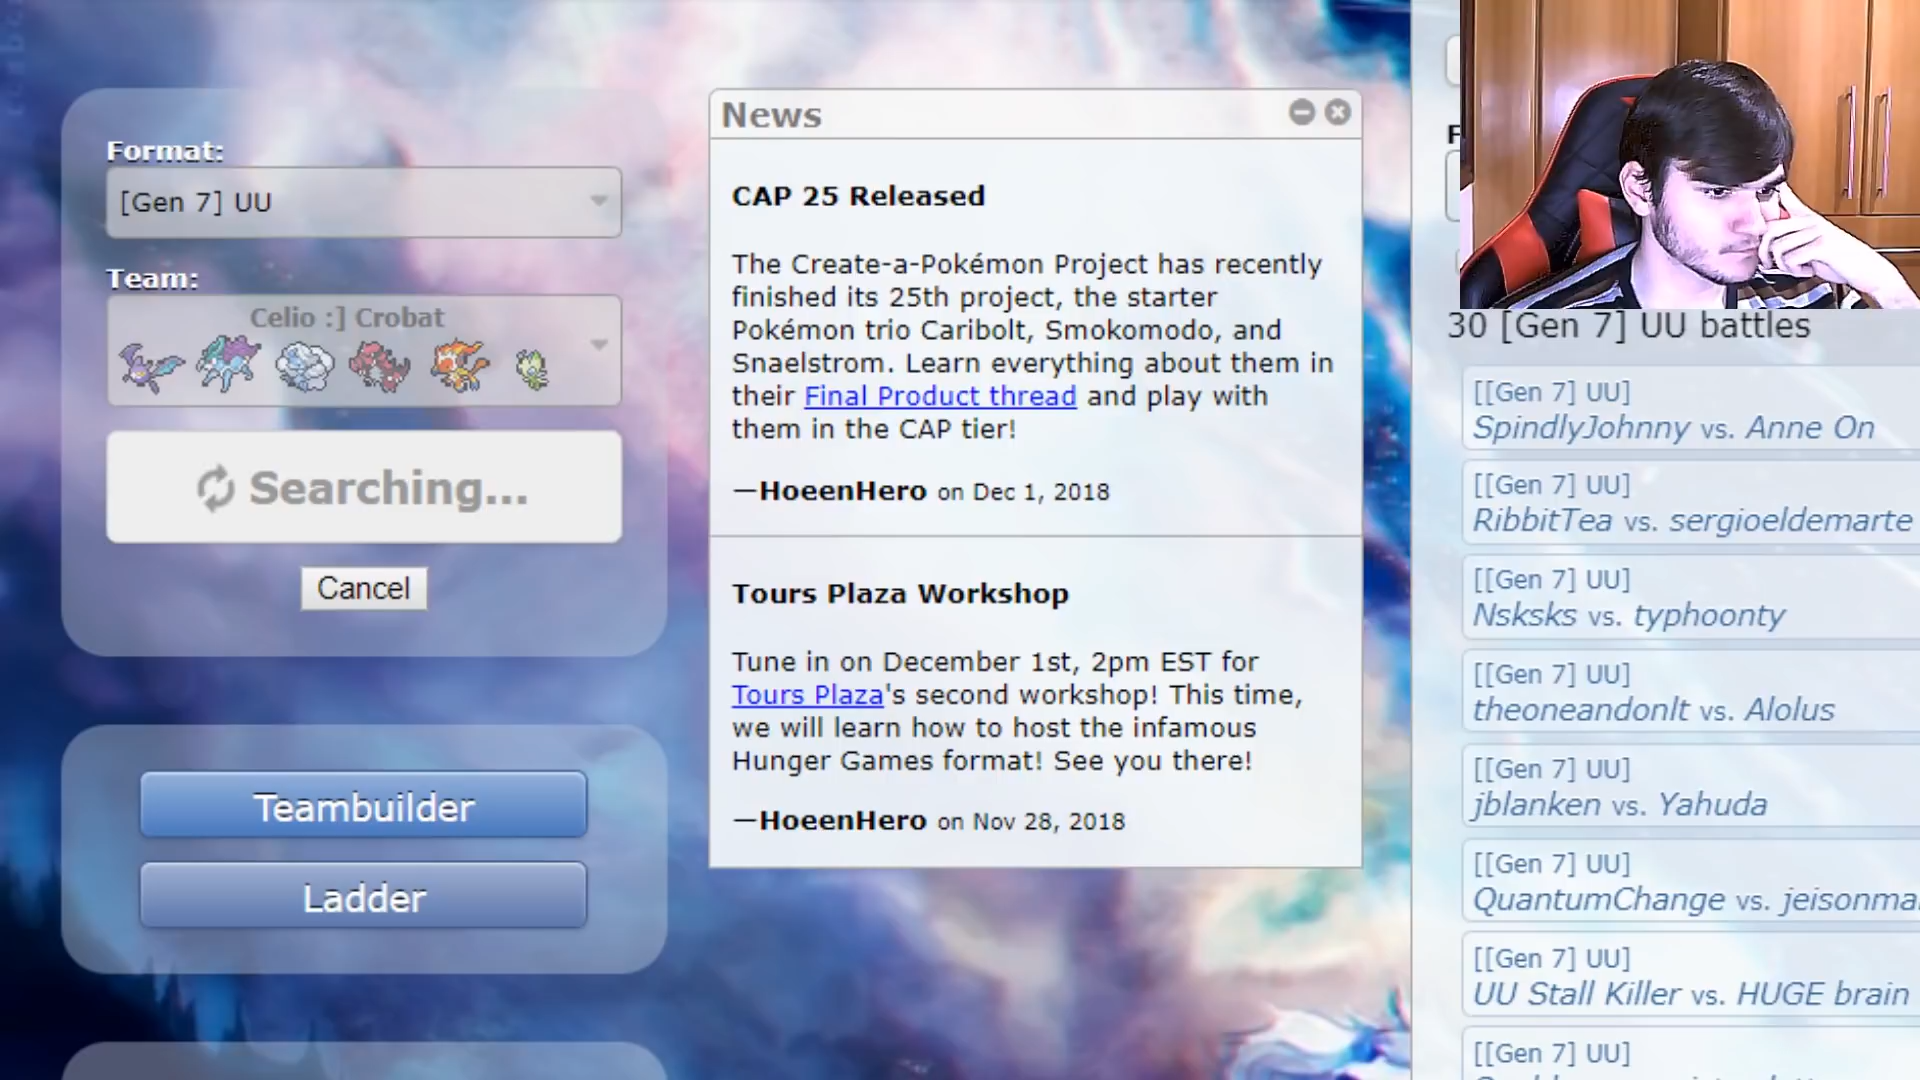 Format:
[Gen 7] UU
Team:
Celio :] Crobat
Searching...
Cancel
Teambuilder
Ladder
News
CAP 25 Released
The Create-a-Pokémon Project has recently
finished its 25th project, the starter
Pokémon trio Caribolt, Smokomodo, and
Snaelstrom. Learn everything about them in
their Final Product thread and play with
them in the CAP tier!
—HoeenHero on Dec 1, 2018
Tours Plaza Workshop
Tune in on December 1st, 2pm EST for
Tours Plaza's second workshop! This time,
we will learn how to host the infamous
Hunger Games format! See you there!
—HoeenHero on Nov 28, 2018
30 [Gen 7] UU battles
[[Gen 7] UU]
SpindlyJohnny vs. Anne On
[[Gen 7] UU]
RibbitTea vs. sergioeldemarte
[[Gen 7] UU]
Nsksks vs. typhoonty
[[Gen 7] UU]
theoneandonlt vs. Alolus
[[Gen 7] UU]
jblanken vs. Yahuda
[[Gen 7] UU]
QuantumChange vs. jeisonma
[[Gen 7] UU]
UU Stall Killer vs. HUGE brain
[[Gen 7] UU]